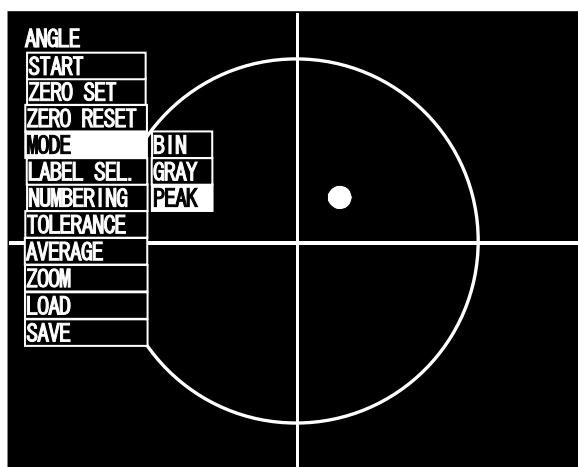 ANGLE
START
ZERO SET
ZERO RESET
MODE
BIN
LABEL SEL.
GRAY
NUMBERING
PEAK
TOLERANCE
AVERAGE
ZOOM
LOAD
SAVE